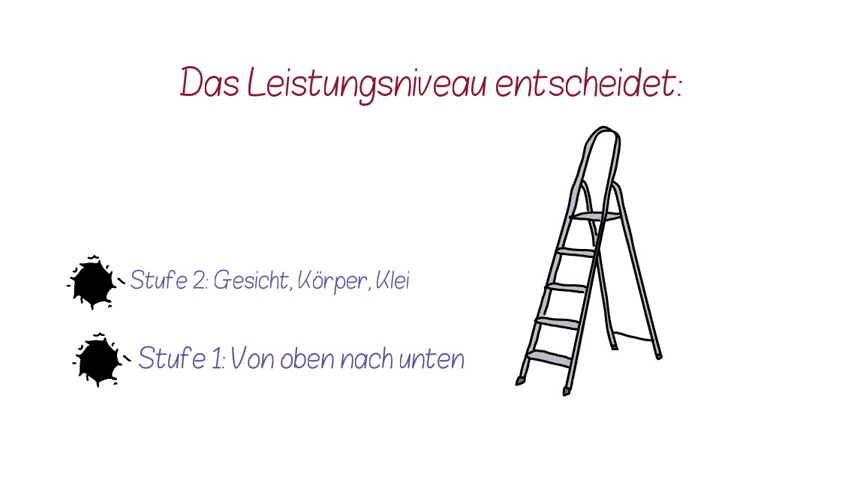 Das Leistungsniveau entscheidet:
Stufe 2: Gesicht, Körper, Klei
Stufe 1: Von oben nach unten